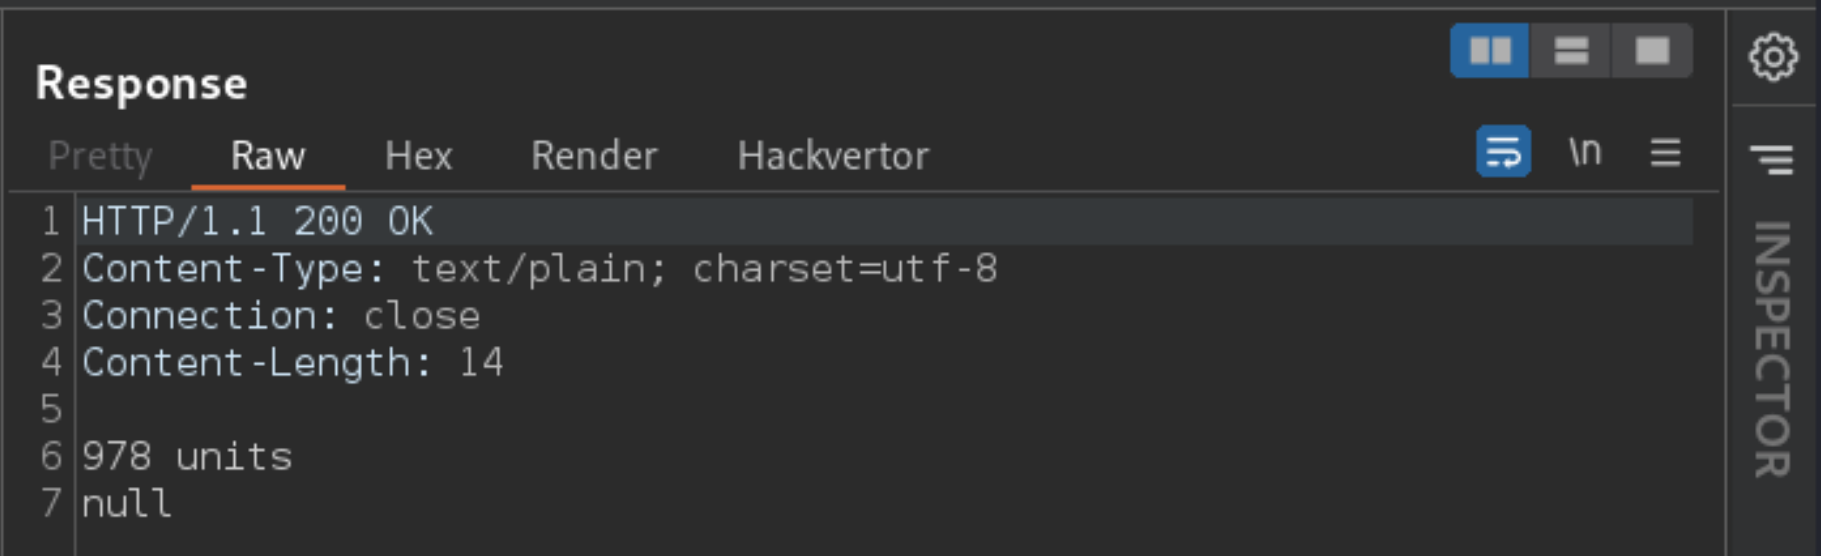 Response
Pretty Raw Hex Render Hackvertor \n
1 HTTP/1.1 200 OK
2 Content-Type: text/plain; charset=utf-8
3 Connection: close
4 Content-Length: 14
5
6 978 units
7 null
INSPECTOR